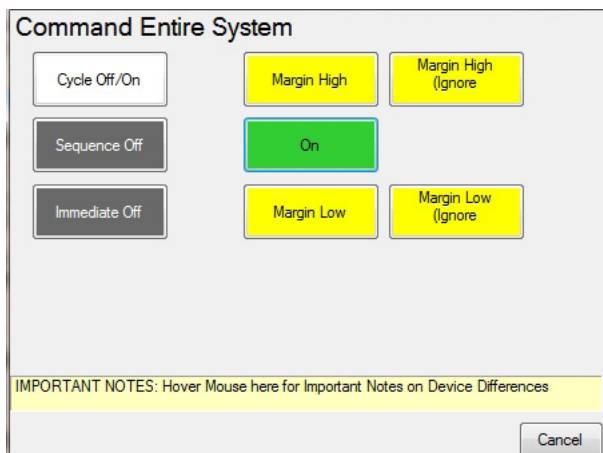 Command Entire System
Cycle Off/On
Margin High
Margin High
(Ignore
Sequence Off
On
Immediate Off
Margin Low
Margin Low
(Ignore
IMPORTANT NOTES: Hover Mouse here for Important Notes on Device Differences
Cancel